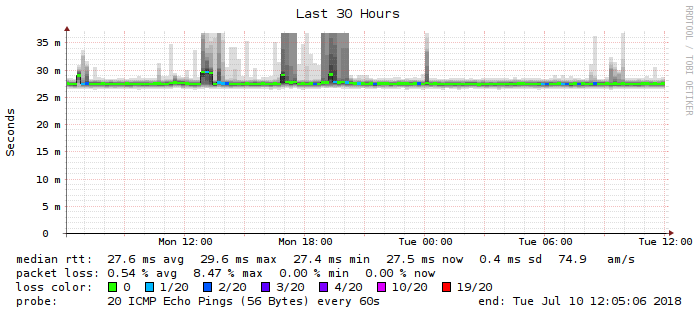 Last 30 Hours
RRDTOOL / TOBI OETIKER
Seconds
35 m
30 m
25 m
20 m
15 m
10 m
5 m
0
Mon 12:00 Mon 18:00 Tue 00:00 Tue 06:00 Tue 12:00
median rtt: 27.6 ms avg 29.6 ms max 27.4 ms min 27.5 ms now 0.4 ms sd 74.9 am/s
packet loss: 0.54 % avg 8.47 % max 0.00 % min 0.00 % now
loss color: 0 1/20 2/20 3/20 4/20 10/20 19/20
probe: 20 ICMP Echo Pings (56 Bytes) every 60s end: Tue Jul 10 12:05:06 2018